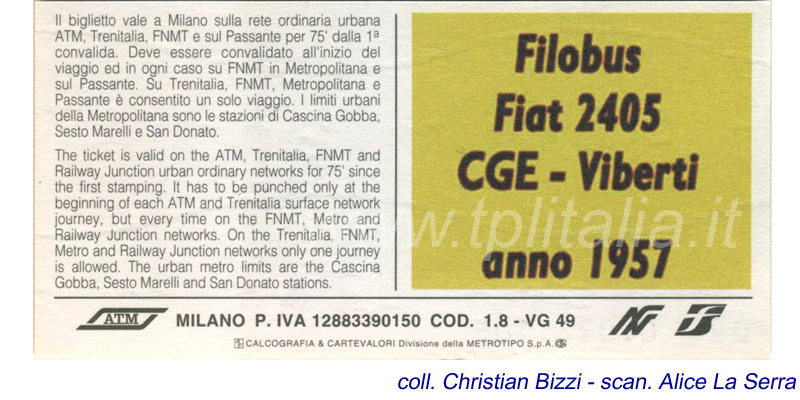 Il biglietto vale a Milano sulla rete ordinaria urbana
ATM, Trenitalia, FNMT e sul Passante per 75' dalla 1ª
convalida. Deve essere convalidato all'inizio del
viaggio ed in ogni caso su FNMT in Metropolitana e
sul Passante. Su Trenitalia, FNMT, Metropolitana e
Passante è consentito un solo viaggio. I limiti urbani
della Metropolitana sono le stazioni di Cascina Gobba,
Sesto Marelli e San Donato.
The ticket is valid on the ATM, Trenitalia, FNMT and
Railway Junction urban ordinary networks for 75' since
the first stamping. It has to be punched only at the
beginning of each ATM and Trenitalia surface network
journey, but every time on the FNMT, Metro and
Railway Junction networks. On the Trenitalia, FNMT,
Metro and Railway Junction networks only one journey
is allowed. The urban metro limits are the Cascina
Gobba, Sesto Marelli and San Donato stations.
Filobus
Fiat 2405
CGE - Viberti
anno 1957
www.tplitalia.it
ATM MILANO P. IVA 12883390150 COD. 1.8 - VG 49
CALCOGRAFIA & CARTEVALORI Divisione della METROTIPO S.p.A.
coll. Christian Bizzi - scan. Alice La Serra